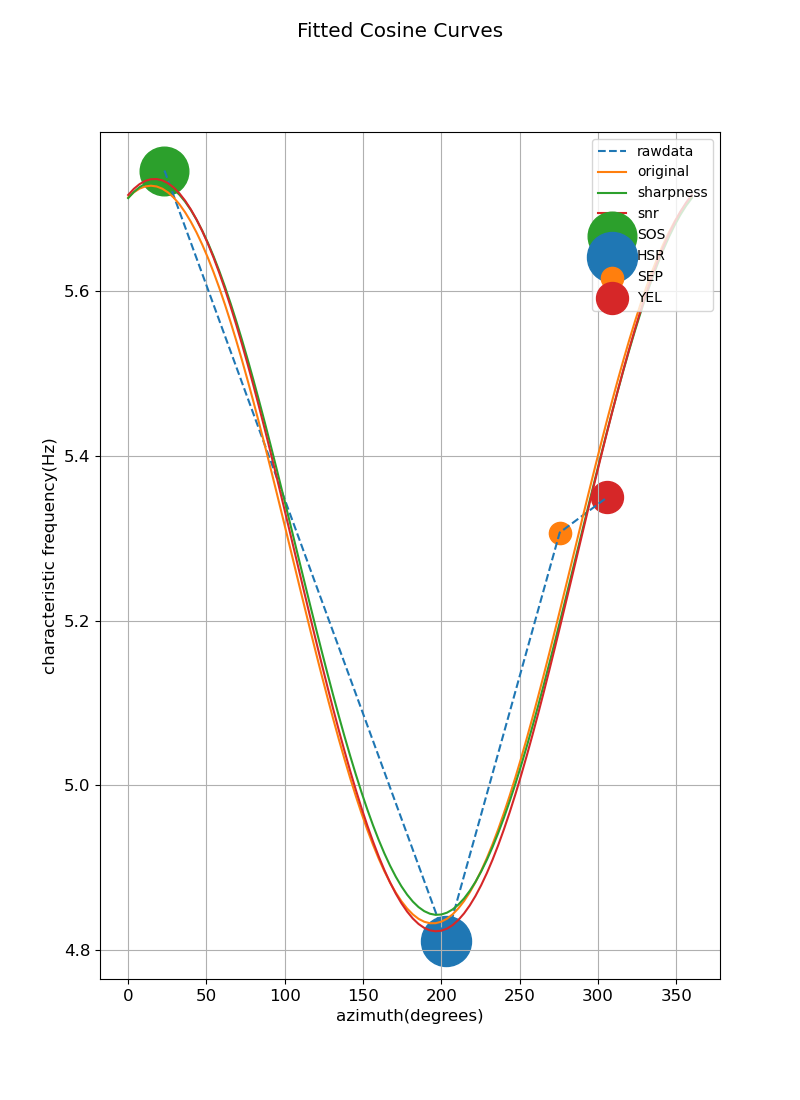 Fitted Cosine Curves
rawdata
original
sharpness
snr
SOS
HSR
SEP
YEL
characteristic frequency(Hz)
5.6
5.4
5.2
5.0
4.8
0 50 100 150 200 250 300 350
azimuth(degrees)